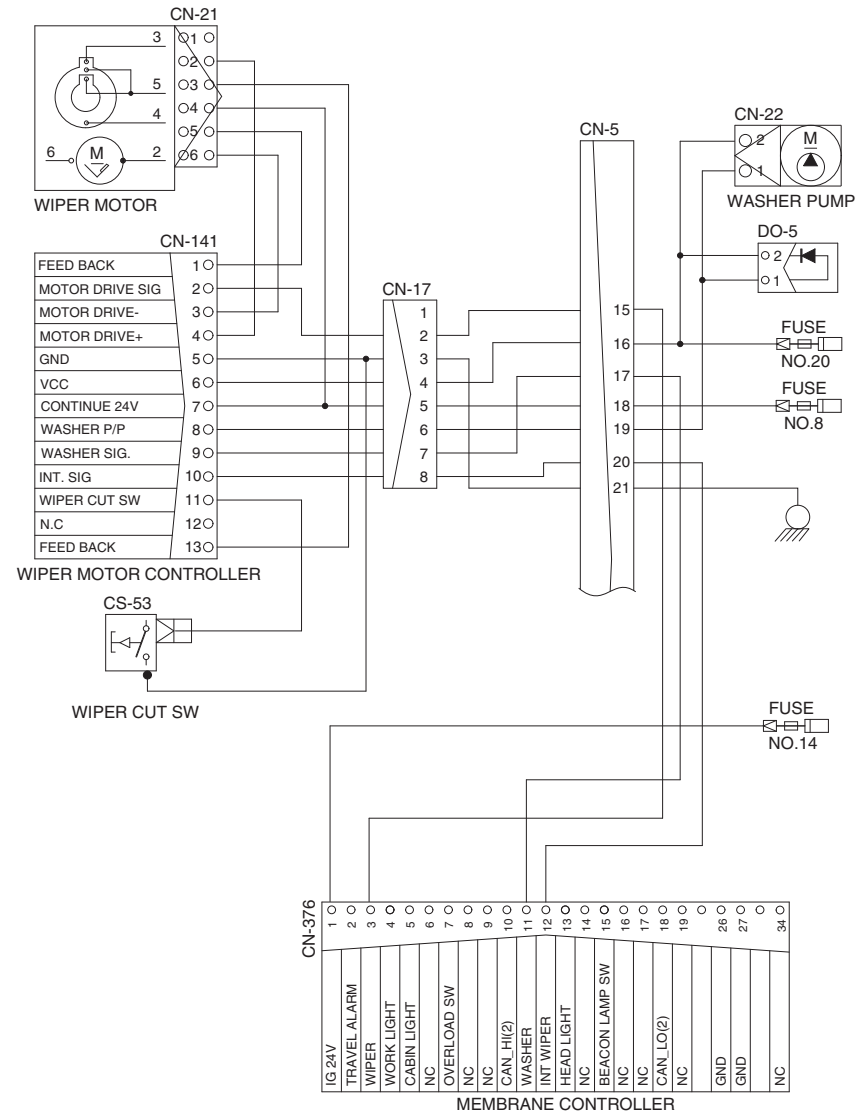 CN-21
3
5
4
6
M
2
1
2
3
4
5
6
WIPER MOTOR
CN-141
FEED BACK 1
MOTOR DRIVE SIG 2
MOTOR DRIVE- 3
MOTOR DRIVE+ 4
GND 5
VCC 6
CONTINUE 24V 7
WASHER P/P 8
WASHER SIG. 9
INT. SIG 10
WIPER CUT SW 11
N.C 12
FEED BACK 13
WIPER MOTOR CONTROLLER
CS-53
WIPER CUT SW
CN-17
1
2
3
4
5
6
7
8
CN-5
15
16
17
18
19
20
21
CN-22
2
1
M
WASHER PUMP
DO-5
2
1
FUSE
NO.20
FUSE
NO.8
FUSE
NO.14
CN-376
1 IG 24V
2 TRAVEL ALARM
3 WIPER
4 WORK LIGHT
5 CABIN LIGHT
6 NC
7 OVERLOAD SW
8 NC
9 NC
10 CAN_HI(2)
11 WASHER
12 INT WIPER
13 HEAD LIGHT
14 NC
15 BEACON LAMP SW
16 NC
17 NC
18 CAN_LO(2)
19 NC
26 GND
27 GND
34 NC
MEMBRANE CONTROLLER